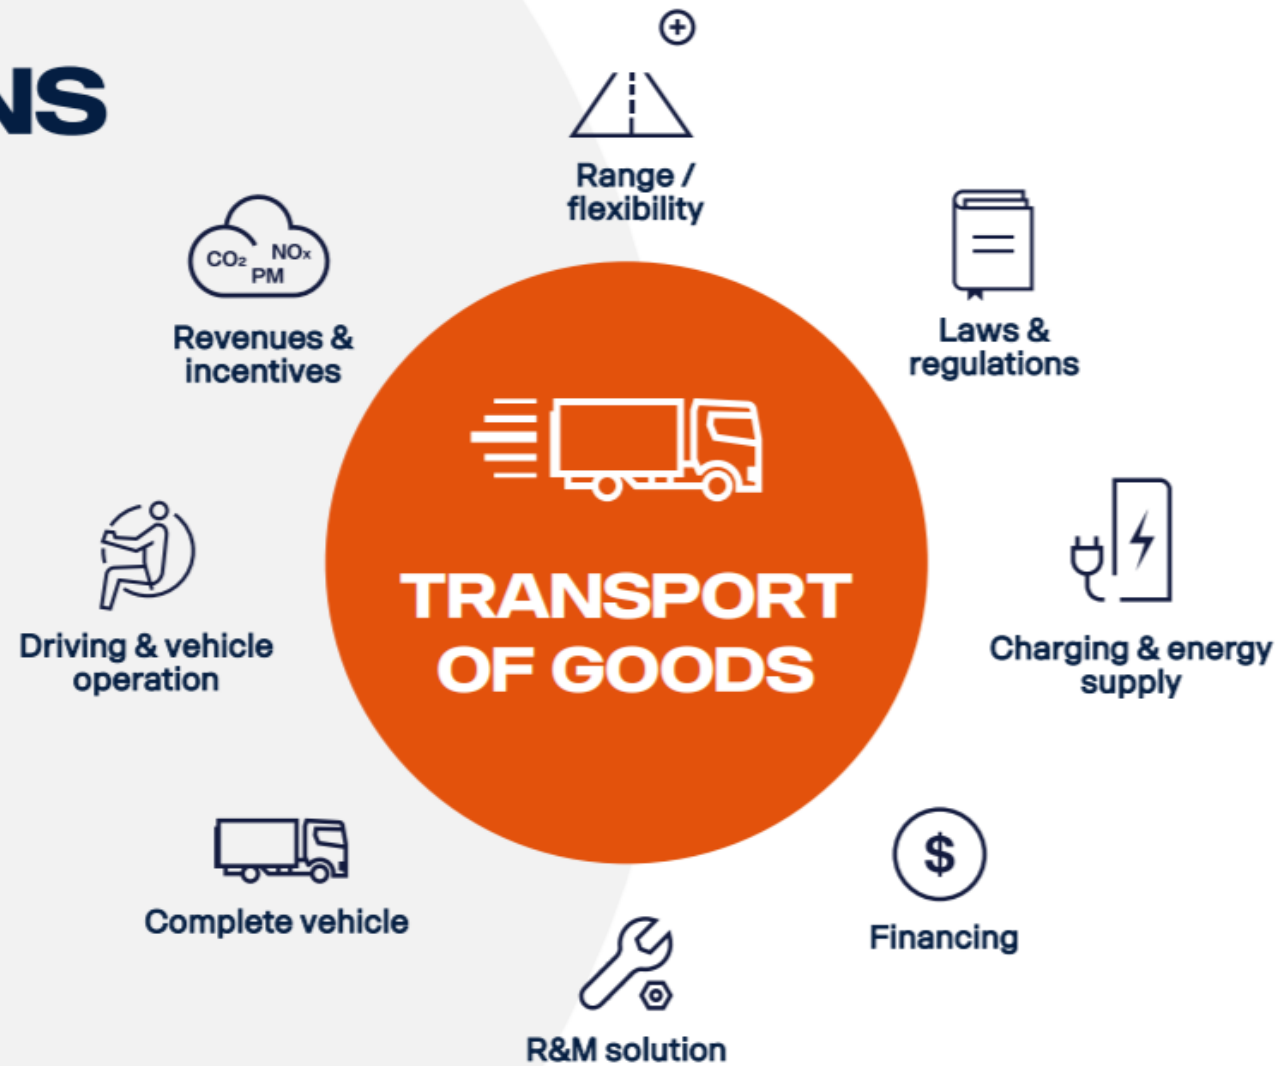 NS
Range /
flexibility
CO₂ NOx
PM
Revenues &
incentives
Laws &
regulations
TRANSPORT
OF GOODS
Driving & vehicle
operation
Charging & energy
supply
Complete vehicle
$
Financing
R&M solution